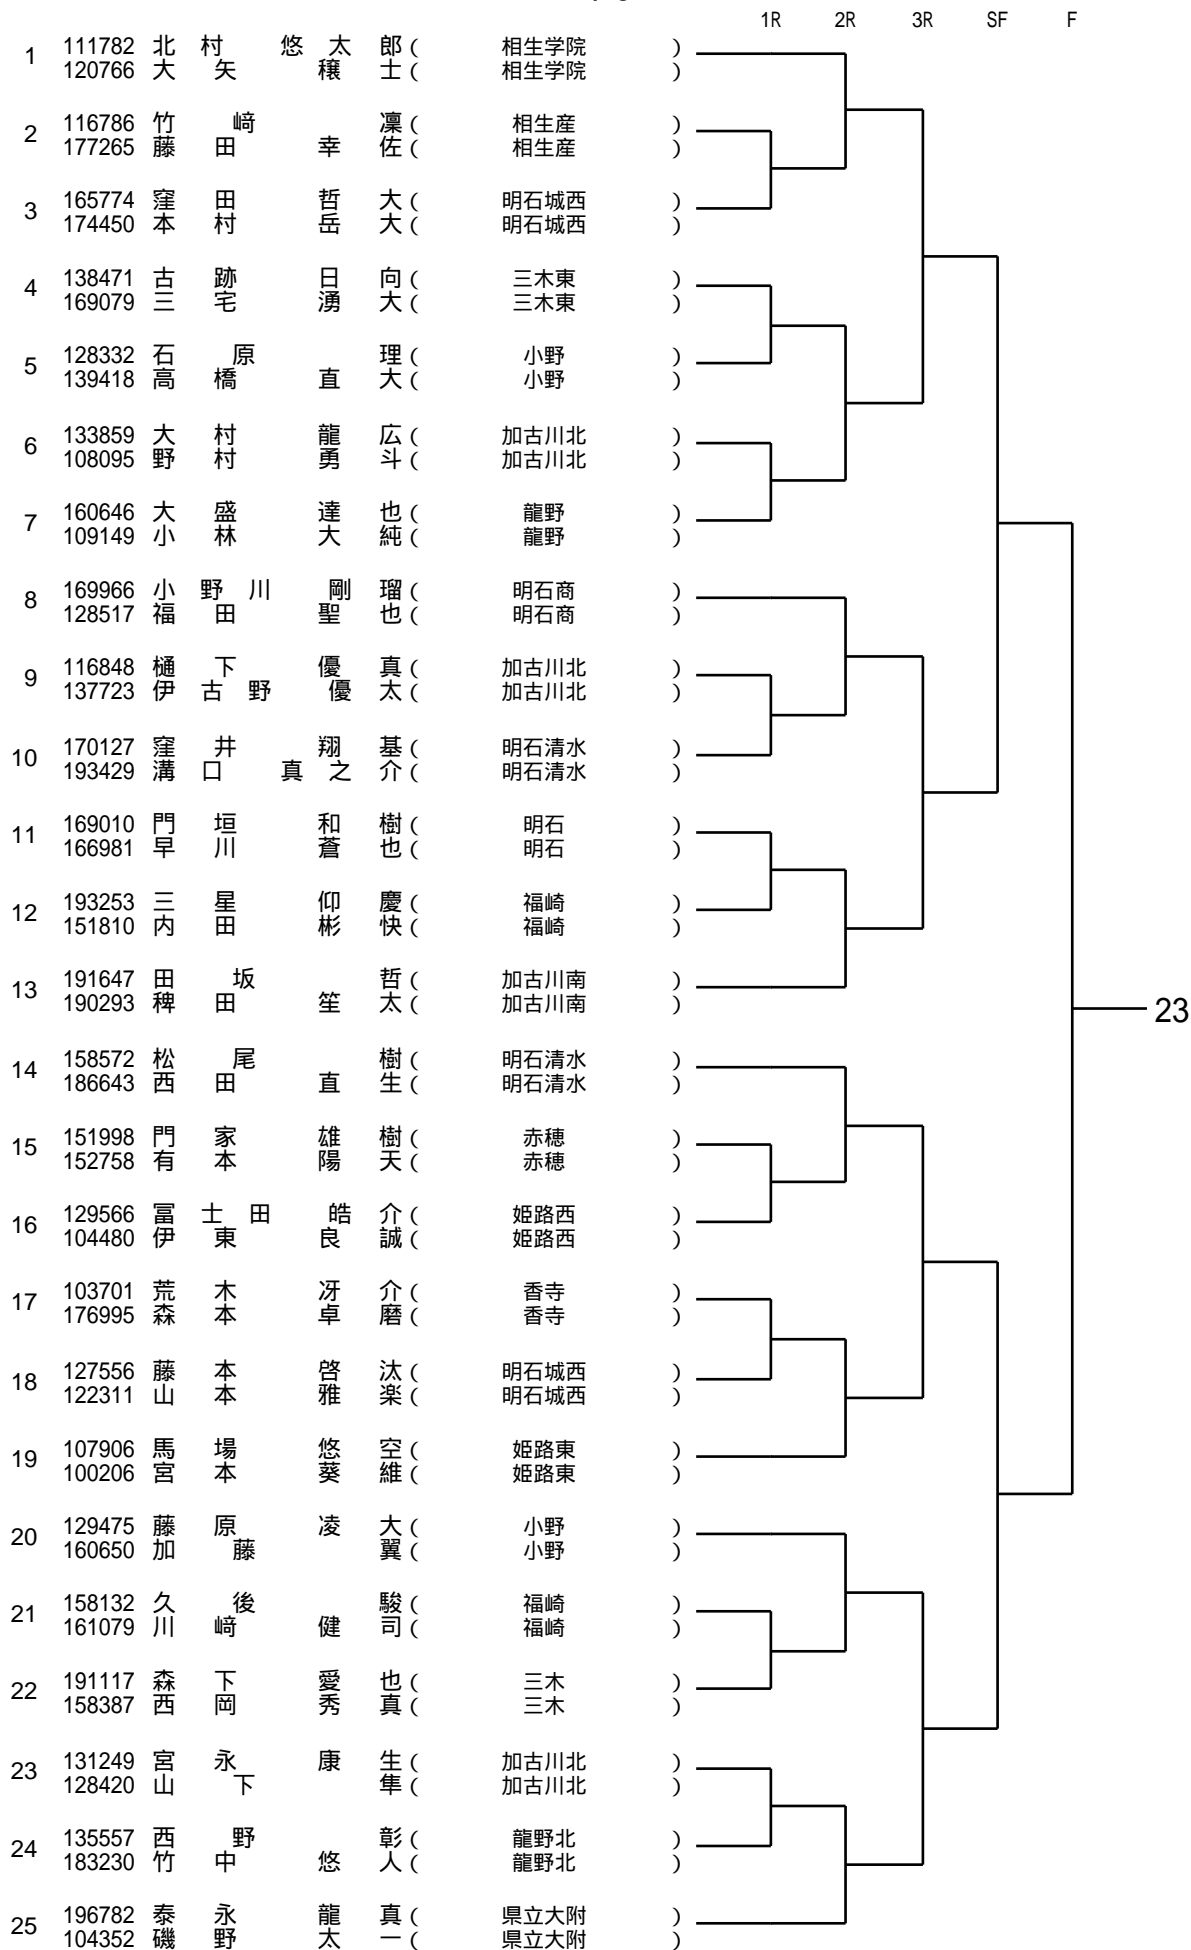 1R 2R 3R SF F
1 111782 北村 悠太郎 ( 相生学院 )
120766 大矢 穣士 ( 相生学院 )
2 116786 竹﨑 凜 ( 相生産 )
177265 藤田 幸佐 ( 相生産 )
3 165774 窪田 哲大 ( 明石城西 )
174450 本村 岳大 ( 明石城西 )
4 138471 古跡 日向 ( 三木東 )
169079 三宅 湧大 ( 三木東 )
5 128332 石原 理 ( 小野 )
139418 高橋 直大 ( 小野 )
6 133859 大村 龍広 ( 加古川北 )
108095 野村 勇斗 ( 加古川北 )
7 160646 大盛 達也 ( 龍野 )
109149 小林 大純 ( 龍野 )
8 169966 小野川 剛瑠 ( 明石商 )
128517 福田 聖也 ( 明石商 )
9 116848 樋下 優真 ( 加古川北 )
137723 伊古野 優太 ( 加古川北 )
10 170127 窪井 翔基 ( 明石清水 )
193429 溝口 真之介 ( 明石清水 )
11 169010 門垣 和樹 ( 明石 )
166981 早川 蒼也 ( 明石 )
12 193253 三星 仰慶 ( 福崎 )
151810 内田 彬快 ( 福崎 )
13 191647 田坂 哲 ( 加古川南 )
190293 稗田 笙太 ( 加古川南 )
23
14 158572 松尾 樹 ( 明石清水 )
186643 西田 直生 ( 明石清水 )
15 151998 門家 雄樹 ( 赤穂 )
152758 有本 陽天 ( 赤穂 )
16 129566 冨士田 皓介 ( 姫路西 )
104480 伊東 良誠 ( 姫路西 )
17 103701 荒木 冴介 ( 香寺 )
176995 森本 卓磨 ( 香寺 )
18 127556 藤本 啓汰 ( 明石城西 )
122311 山本 雅楽 ( 明石城西 )
19 107906 馬場 悠空 ( 姫路東 )
100206 宮本 葵維 ( 姫路東 )
20 129475 藤原 凌大 ( 小野 )
160650 加藤 翼 ( 小野 )
21 158132 久後 駿 ( 福崎 )
161079 川﨑 健司 ( 福崎 )
22 191117 森下 愛也 ( 三木 )
158387 西岡 秀真 ( 三木 )
23 131249 宮永 康生 ( 加古川北 )
128420 山下 隼 ( 加古川北 )
24 135557 西野 彰 ( 龍野北 )
183230 竹中 悠人 ( 龍野北 )
25 196782 泰永 龍真 ( 県立大附 )
104352 磯野 太一 ( 県立大附 )